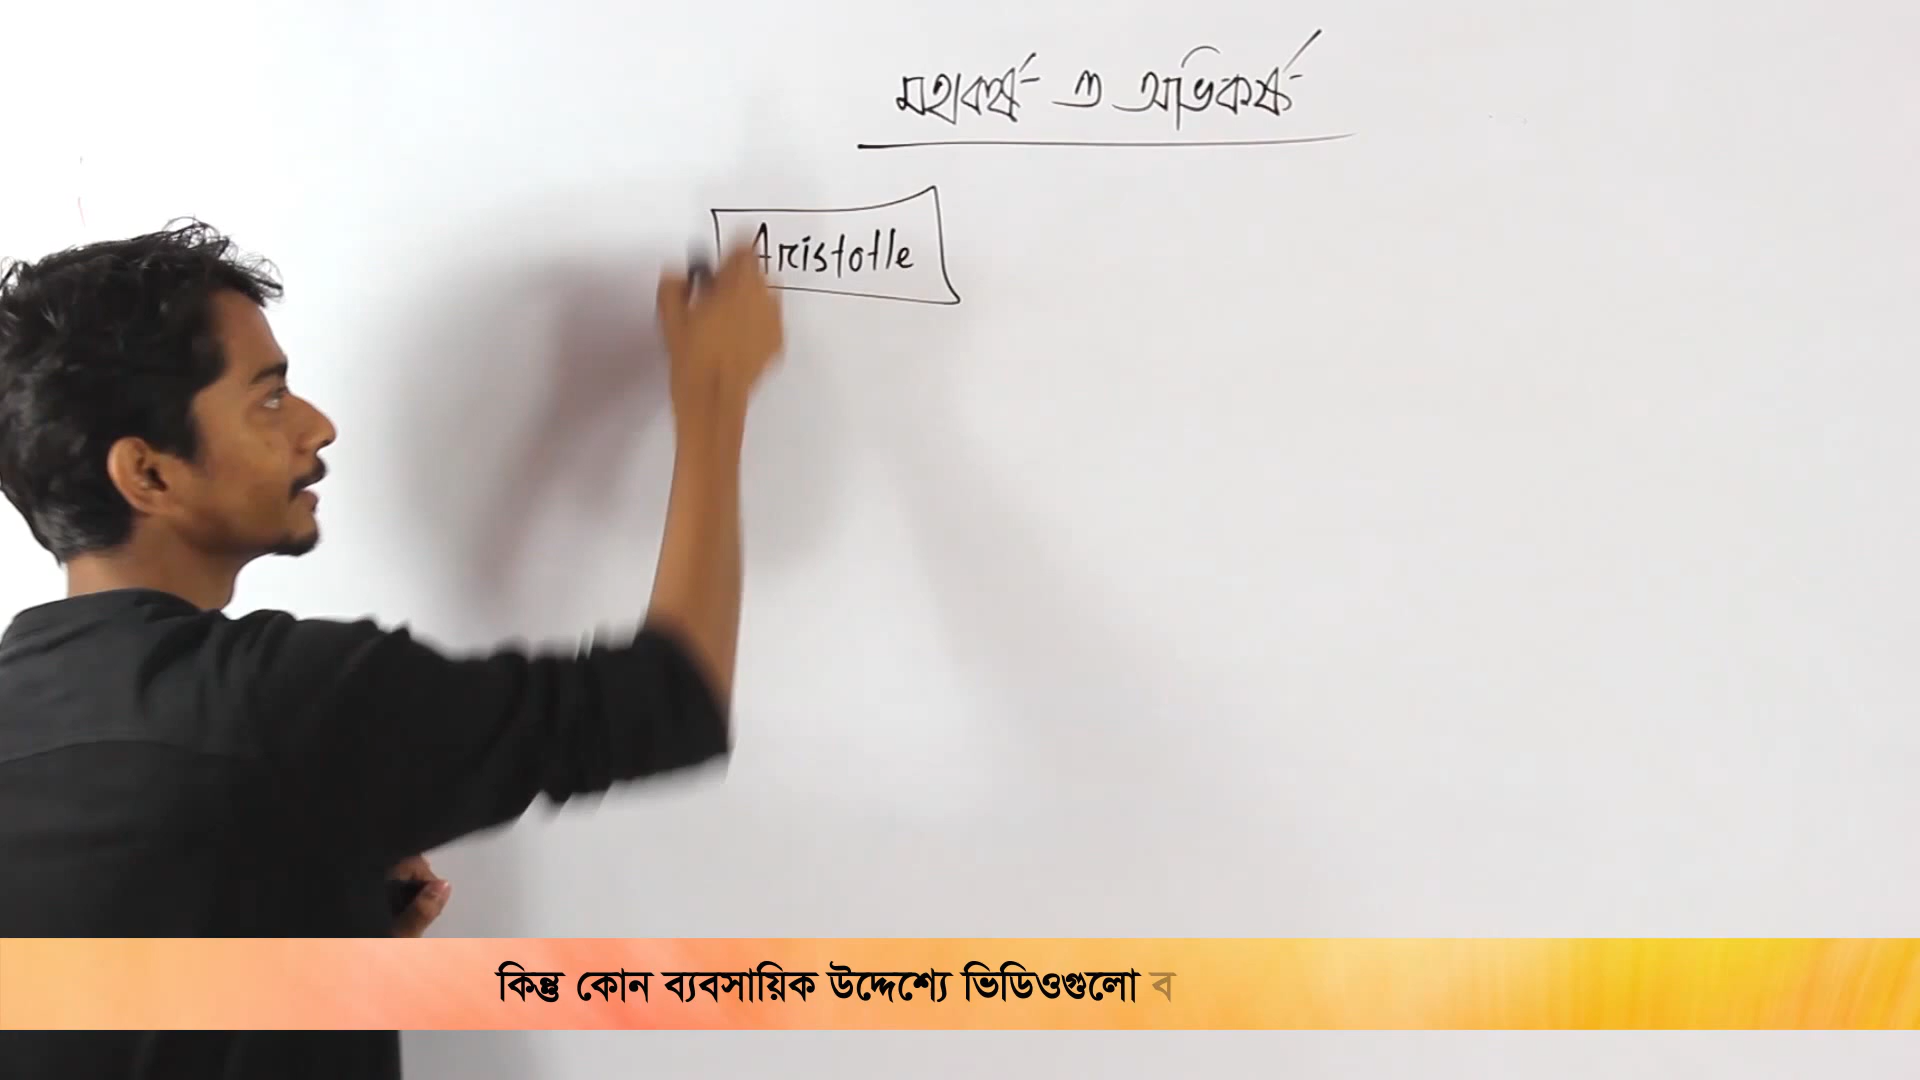 মহাকর্ষ ও অভিকর্ষ
Aristotle
কিন্তু কোন ব্যবসায়িক উদ্দেশ্যে ভিডিওগুলো ব